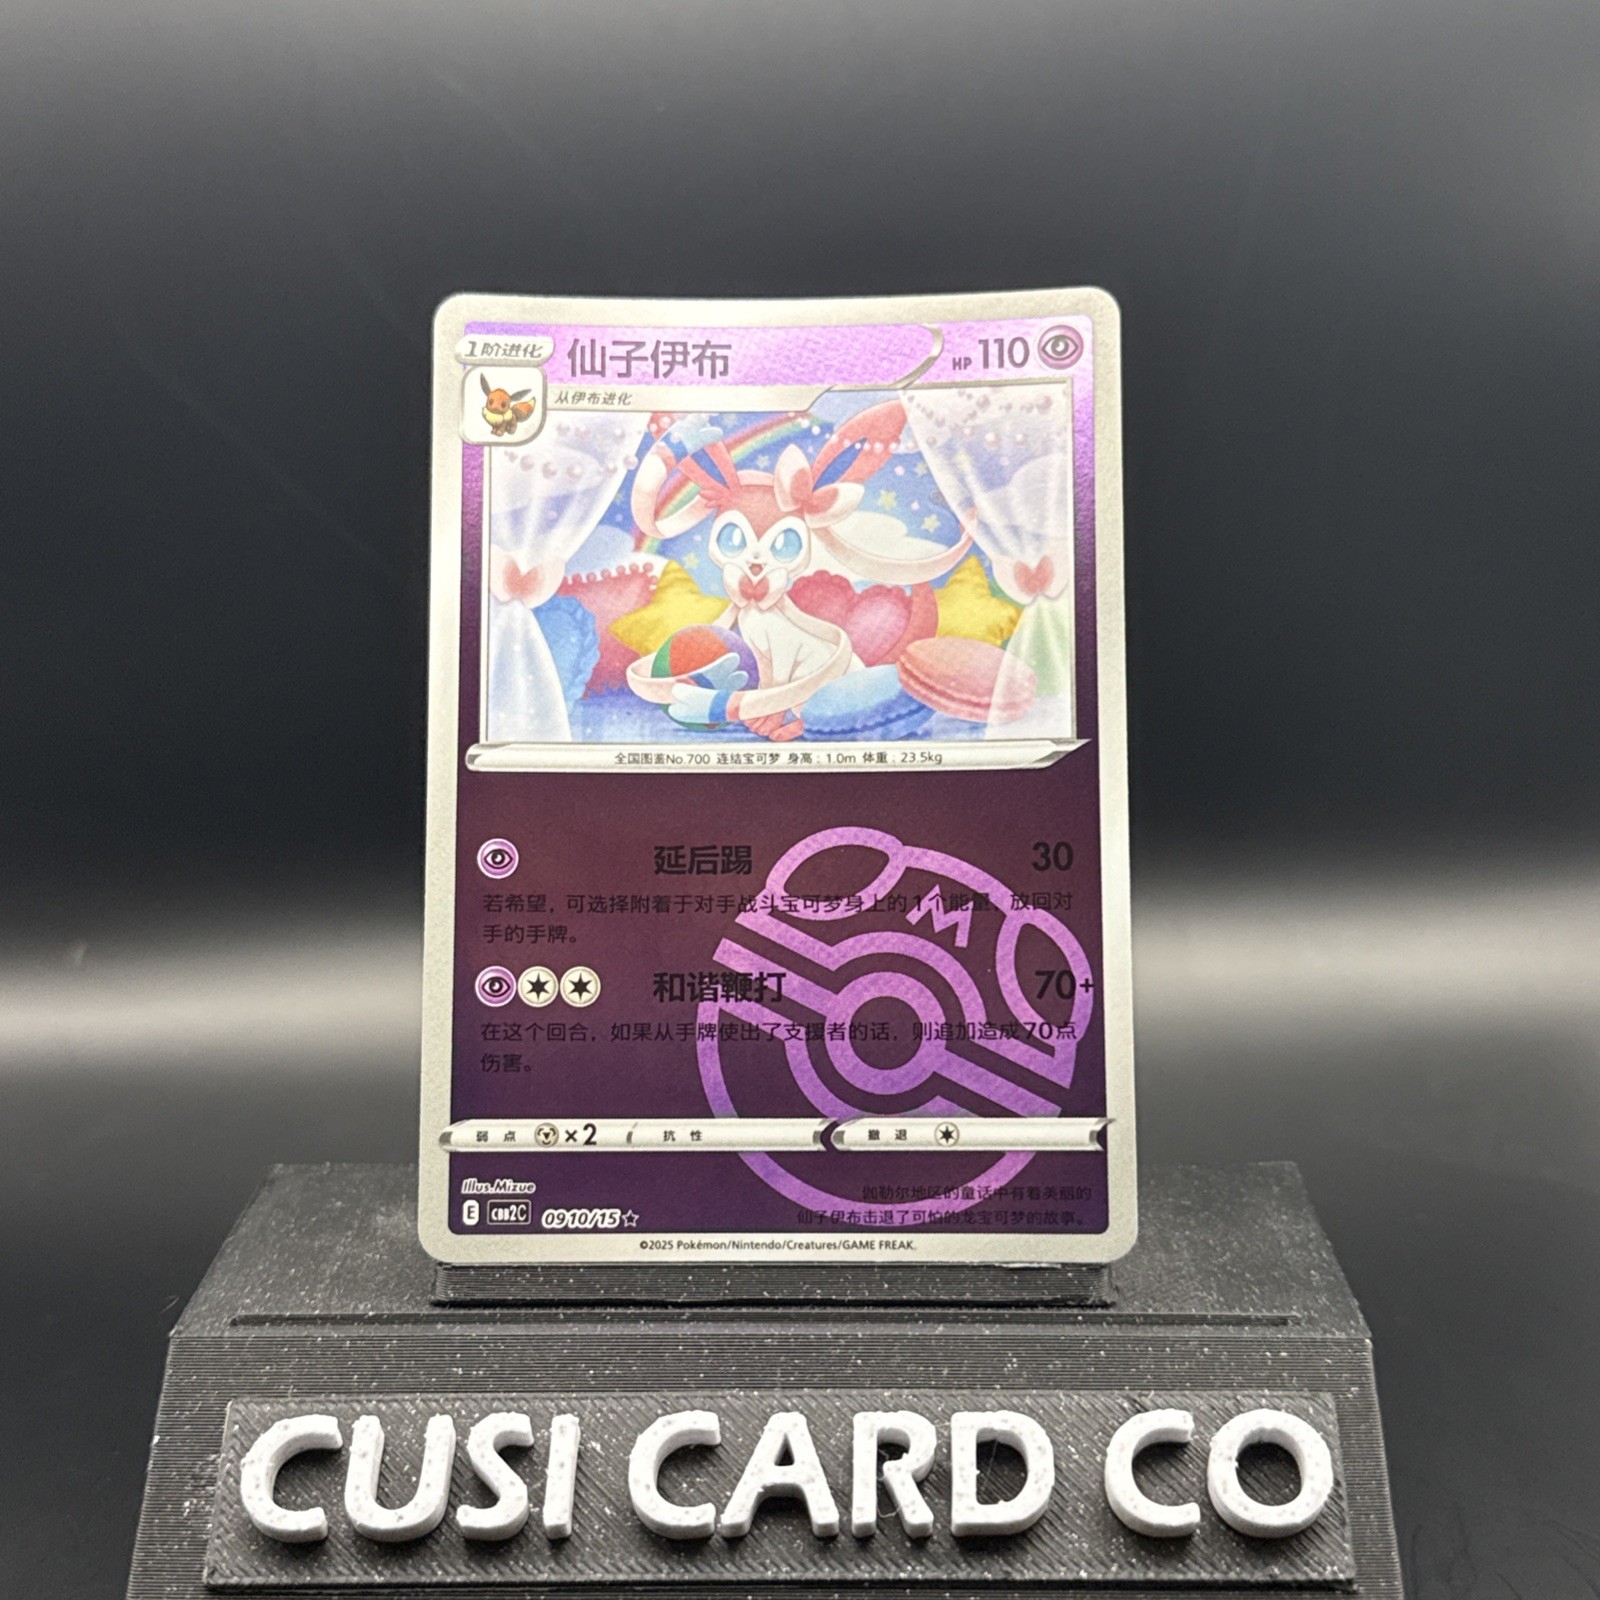 1阶进化
仙子伊布
HP 110
从伊布进化
全国图鉴No.700 连结宝可梦 身高：1.0m 体重：23.5kg
延后踢 30
若希望，可选择附着于对手战斗宝可梦身上的1个能量，放回对
手的手牌。
M
和谐鞭打 70+
在这个回合，如果从手牌使出了支援者的话，则追加造成70点
伤害。
弱点 ×2 抗性 撤退
Illus.Mizue
E CBB2C 0910/15
伽勒尔地区的童话中有着美丽的
仙子伊布击退了可怕的龙宝可梦的故事。
©2025 Pokémon/Nintendo/Creatures/GAME FREAK.
CUSI CARD CO